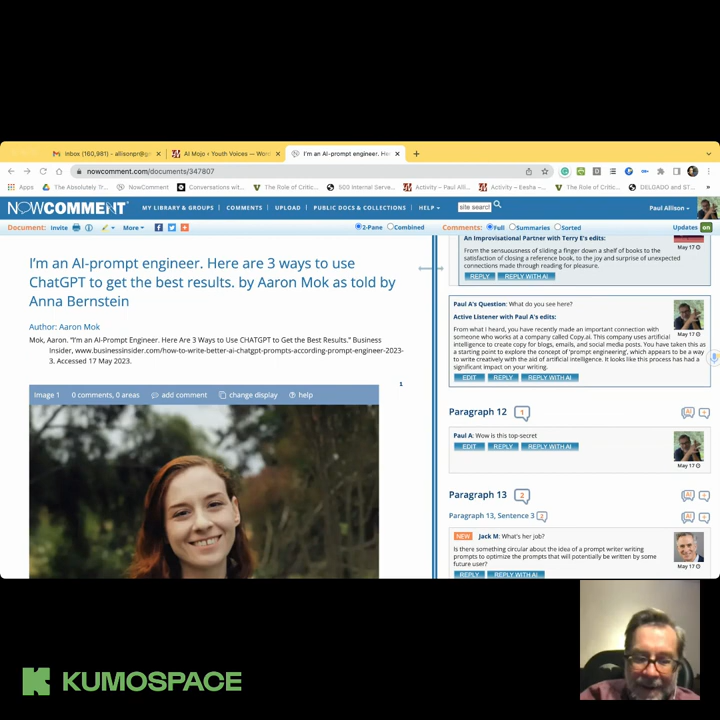 Inbox (160,981) - allisonpr@g
AI Mojo ‹ Youth Voices — Wor
I'm an AI-prompt engineer. He
nowcomment.com/documents/347807
Apps
The Absolutely Tr...
NowComment
Conversations wit...
The Role of Critic...
503 Internal Serve...
Activity – Paul Alli...
Activity – Eesha –...
The Role of Critic...
DELGADO and ST...
NOWCOMMENT
MY LIBRARY & GROUPS
COMMENTS
UPLOAD
PUBLIC DOCS & COLLECTIONS
HELP
site search
Paul Allison
Document:
Invite
More
2-Pane
Combined
Comments:
Full
Summaries
Sorted
Updates
on
I'm an AI-prompt engineer. Here are 3 ways to use
ChatGPT to get the best results. by Aaron Mok as told by
Anna Bernstein
Author: Aaron Mok
Mok, Aaron. "I'm an AI-Prompt Engineer. Here Are 3 Ways to Use CHATGPT to Get the Best Results." Business
Insider, www.businessinsider.com/how-to-write-better-ai-chatgpt-prompts-according-prompt-engineer-2023-
3. Accessed 17 May 2023.
1
Image 1
0 comments, 0 areas
add comment
change display
help
An Improvisational Partner with Terry E's edits:
From the sensuousness of sliding a finger down a shelf of books to the
satisfaction of closing a reference book, to the joy and surprise of unexpected
connections made through reading for pleasure.
REPLY
REPLY WITH AI
Paul A's Question: What do you see here?
Active Listener with Paul A's edits:
From what I heard, you have recently made an important connection with
someone who works at a company called Copy.ai. This company uses artificial
intelligence to create copy for blogs, emails, and social media posts. You have taken this as
a starting point to explore the concept of 'prompt engineering', which appears to be a way
to write creatively with the aid of artificial intelligence. It looks like this process has had a
significant impact on your writing.
May 17
EDIT
REPLY
REPLY WITH AI
Paragraph 12
1
AI
Paul A: Wow is this top-secret
May 17
EDIT
REPLY
REPLY WITH AI
Paragraph 13
2
AI
Paragraph 13, Sentence 3
2
AI
NEW
Jack M: What's her job?
Is there something circular about the idea of a prompt writer writing
prompts to optimize the prompts that will potentially be written by some
future user?
May 17
REPLY
REPLY WITH AI
KUMOSPACE